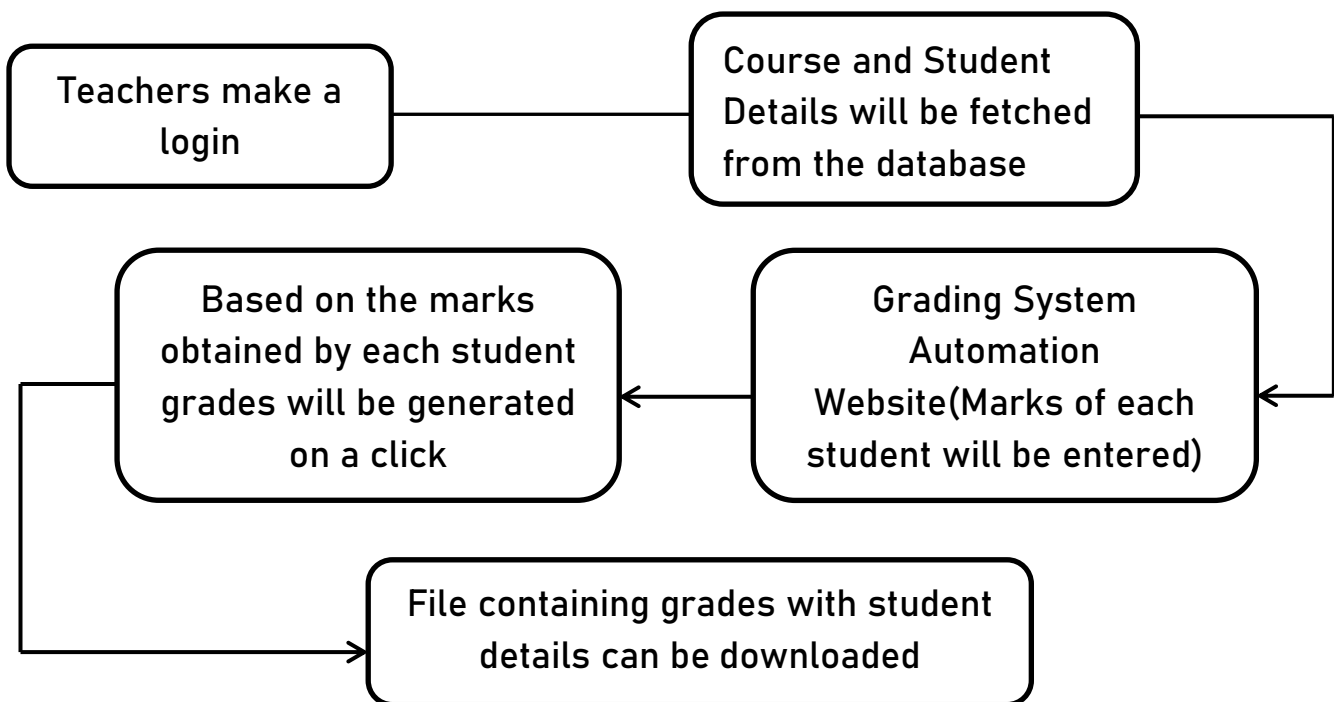 Teachers make a
login
Course and Student
Details will be fetched
from the database
Grading System
Automation
Website(Marks of each
student will be entered)
Based on the marks
obtained by each student
grades will be generated
on a click
File containing grades with student
details can be downloaded